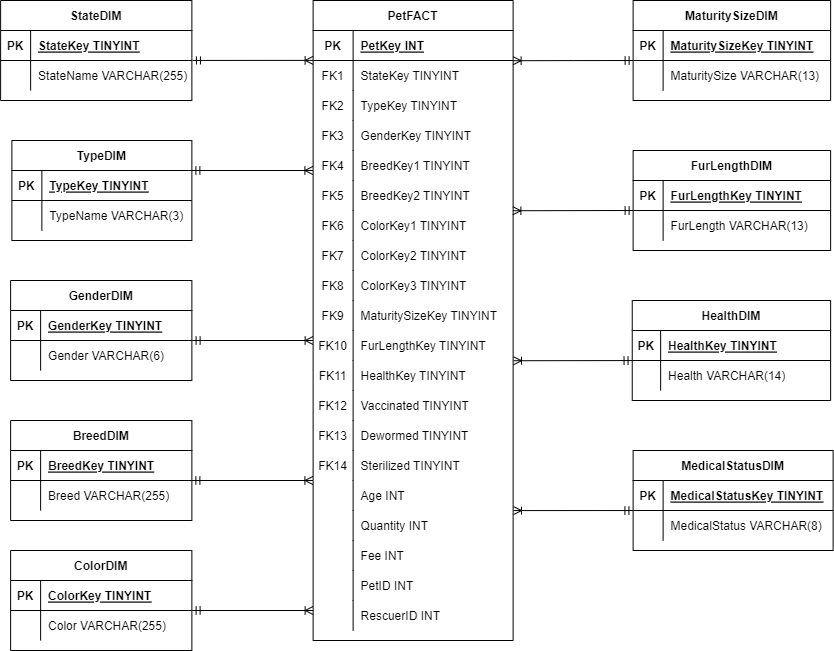 StateDIM
PK StateKey TINYINT
StateName VARCHAR(255)
TypeDIM
PK TypeKey TINYINT
TypeName VARCHAR(3)
GenderDIM
PK GenderKey TINYINT
Gender VARCHAR(6)
BreedDIM
PK BreedKey TINYINT
Breed VARCHAR(255)
ColorDIM
PK ColorKey TINYINT
Color VARCHAR(255)
PetFACT
PK PetKey INT
FK1 StateKey TINYINT
FK2 TypeKey TINYINT
FK3 GenderKey TINYINT
FK4 BreedKey1 TINYINT
FK5 BreedKey2 TINYINT
FK6 ColorKey1 TINYINT
FK7 ColorKey2 TINYINT
FK8 ColorKey3 TINYINT
FK9 MaturitySizeKey TINYINT
FK10 FurLengthKey TINYINT
FK11 HealthKey TINYINT
FK12 Vaccinated TINYINT
FK13 Dewormed TINYINT
FK14 Sterilized TINYINT
Age INT
Quantity INT
Fee INT
PetID INT
RescuerID INT
MaturitySizeDIM
PK MaturitySizeKey TINYINT
MaturitySize VARCHAR(13)
FurLengthDIM
PK FurLengthKey TINYINT
FurLength VARCHAR(13)
HealthDIM
PK HealthKey TINYINT
Health VARCHAR(14)
MedicalStatusDIM
PK MedicalStatusKey TINYINT
MedicalStatus VARCHAR(8)